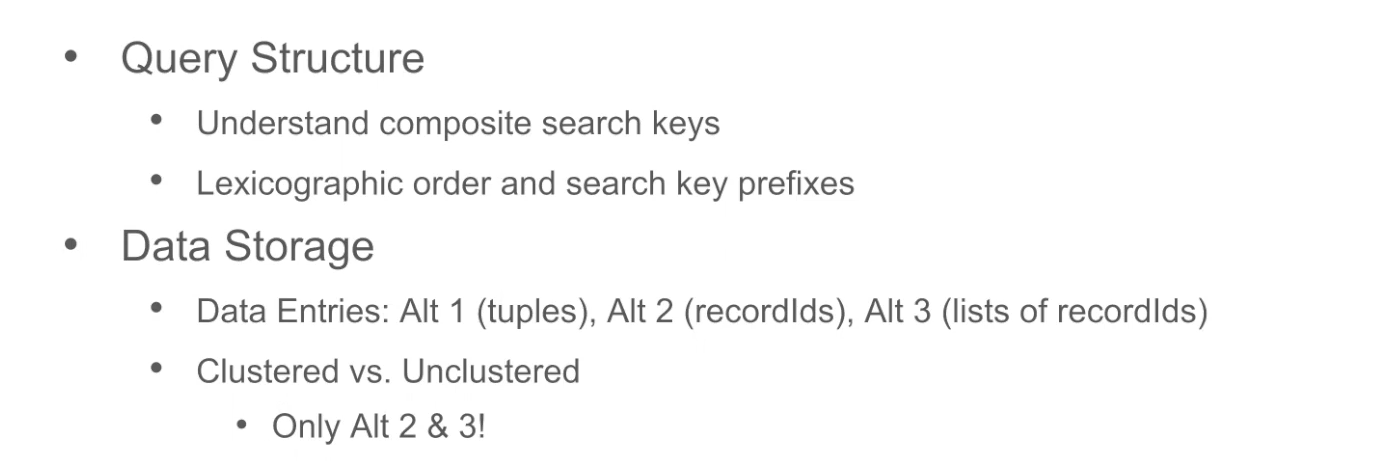 • Query Structure
• Understand composite search keys
• Lexicographic order and search key prefixes
• Data Storage
• Data Entries: Alt 1 (tuples), Alt 2 (recordIds), Alt 3 (lists of recordIds)
• Clustered vs. Unclustered
• Only Alt 2 & 3!